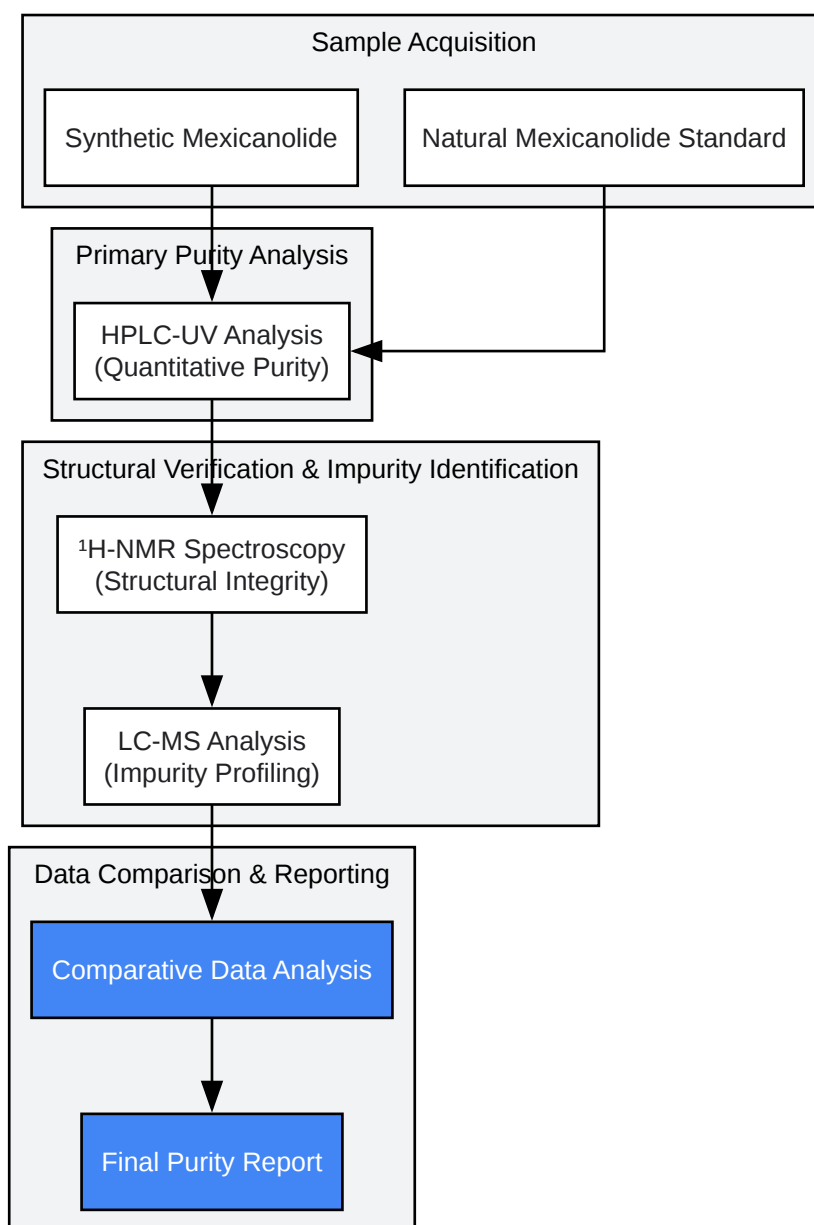 Sample Acquisition
Synthetic Mexicanolide
Natural Mexicanolide Standard
Primary Purity Analysis
HPLC-UV Analysis
(Quantitative Purity)
Structural Verification & Impurity Identification
¹H-NMR Spectroscopy
(Structural Integrity)
LC-MS Analysis
(Impurity Profiling)
Data Comparison & Reporting
Comparative Data Analysis
Final Purity Report